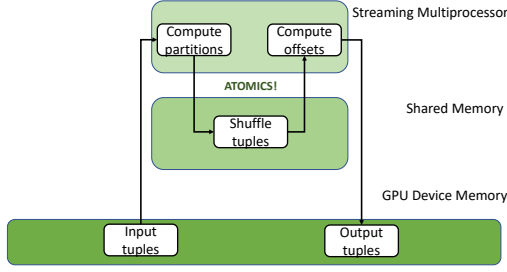 Streaming Multiprocessor
Compute
partitions
Compute
offsets
ATOMICS!
Shared Memory
Shuffle
tuples
GPU Device Memory
Input
tuples
Output
tuples